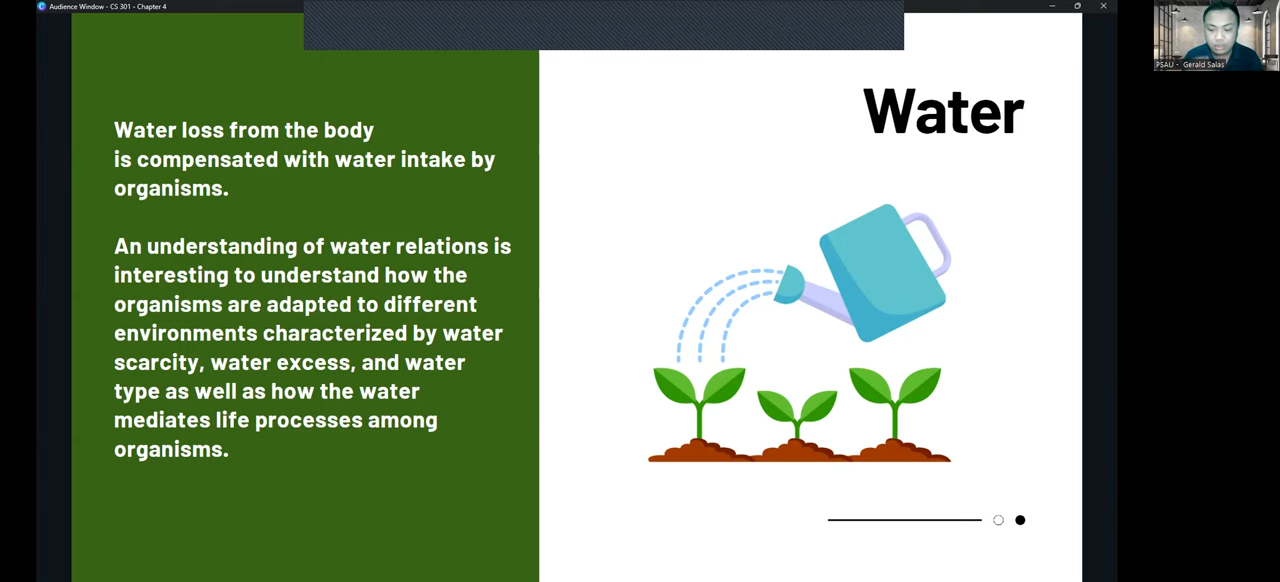 Audience Window - CS 301 - Chapter 4
PSAU - Gerald Salas
Water
Water loss from the body
is compensated with water intake by
organisms.
An understanding of water relations is
interesting to understand how the
organisms are adapted to different
environments characterized by water
scarcity, water excess, and water
type as well as how the water
mediates life processes among
organisms.